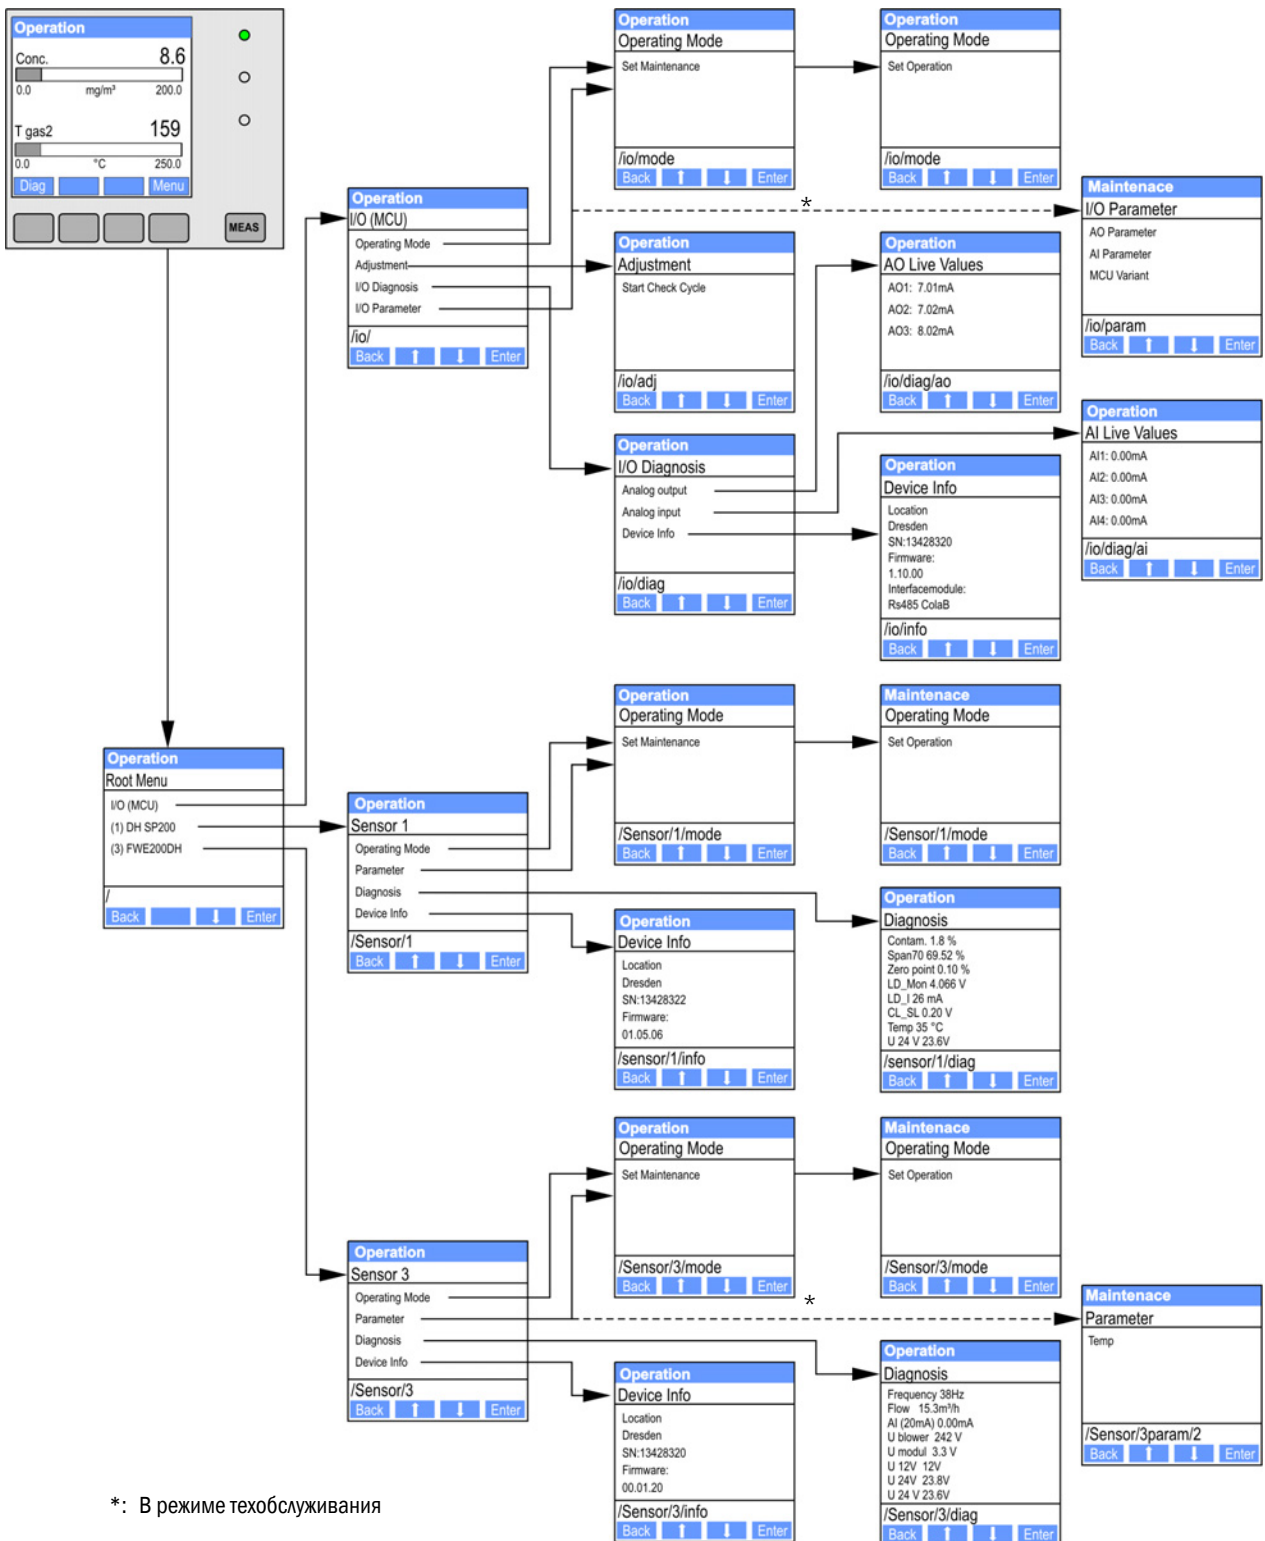 Operation
Conc. 8.6
0.0 mg/m³ 200.0
T gas2 159
0.0 °C 250.0
Diag Menu
MEAS
Operation
Root Menu
I/O (MCU)
(1) DH SP200
(3) FWE200DH
/
Back Enter
Operation
I/O (MCU)
Operating Mode
Adjustment
I/O Diagnosis
I/O Parameter
/io/
Back Enter
Operation
Operating Mode
Set Maintenance
/io/mode
Back Enter
Operation
Operating Mode
Set Operation
/io/mode
Back Enter
*
Maintenace
I/O Parameter
AO Parameter
AI Parameter
MCU Variant
/io/param
Back Enter
Operation
Adjustment
Start Check Cycle
/io/adj
Back Enter
Operation
AO Live Values
AO1: 7.01mA
AO2: 7.02mA
AO3: 8.02mA
/io/diag/ao
Back Enter
Operation
AI Live Values
AI1: 0.00mA
AI2: 0.00mA
AI3: 0.00mA
AI4: 0.00mA
/io/diag/ai
Back Enter
Operation
I/O Diagnosis
Analog output
Analog input
Device Info
/io/diag
Back Enter
Operation
Device Info
Location
Dresden
SN:13428320
Firmware:
1.10.00
Interfacemodule:
Rs485 ColaB
/io/info
Back Enter
Operation
Sensor 1
Operating Mode
Parameter
Diagnosis
Device Info
/Sensor/1
Back Enter
Operation
Operating Mode
Set Maintenance
/Sensor/1/mode
Back Enter
Maintenace
Operating Mode
Set Operation
/Sensor/1/mode
Back Enter
Operation
Device Info
Location
Dresden
SN:13428322
Firmware:
01.05.06
/sensor/1/info
Back Enter
Operation
Diagnosis
Contam. 1.8 %
Span70 69.52 %
Zero point 0.10 %
LD_Mon 4.066 V
LD_I 26 mA
CL_SL 0.20 V
Temp 35 °C
U 24 V 23.6V
/sensor/1/diag
Back Enter
Operation
Sensor 3
Operating Mode
Parameter
Diagnosis
Device Info
/Sensor/3
Back Enter
Operation
Operating Mode
Set Maintenance
/Sensor/3/mode
Back Enter
Maintenace
Operating Mode
Set Operation
/Sensor/3/mode
Back Enter
*
Maintenace
Parameter
Temp
/Sensor/3param/2
Back Enter
Operation
Device Info
Location
Dresden
SN:13428320
Firmware:
00.01.20
/Sensor/3/info
Back Enter
Operation
Diagnosis
Frequency 38Hz
Flow 15.3m³/h
AI (20mA) 0.00mA
U blower 242 V
U modul 3.3 V
U 12V 12V
U 24V 23.8V
U 24 V 23.6V
/Sensor/3/diag
Back Enter
*: В режиме техобслуживания